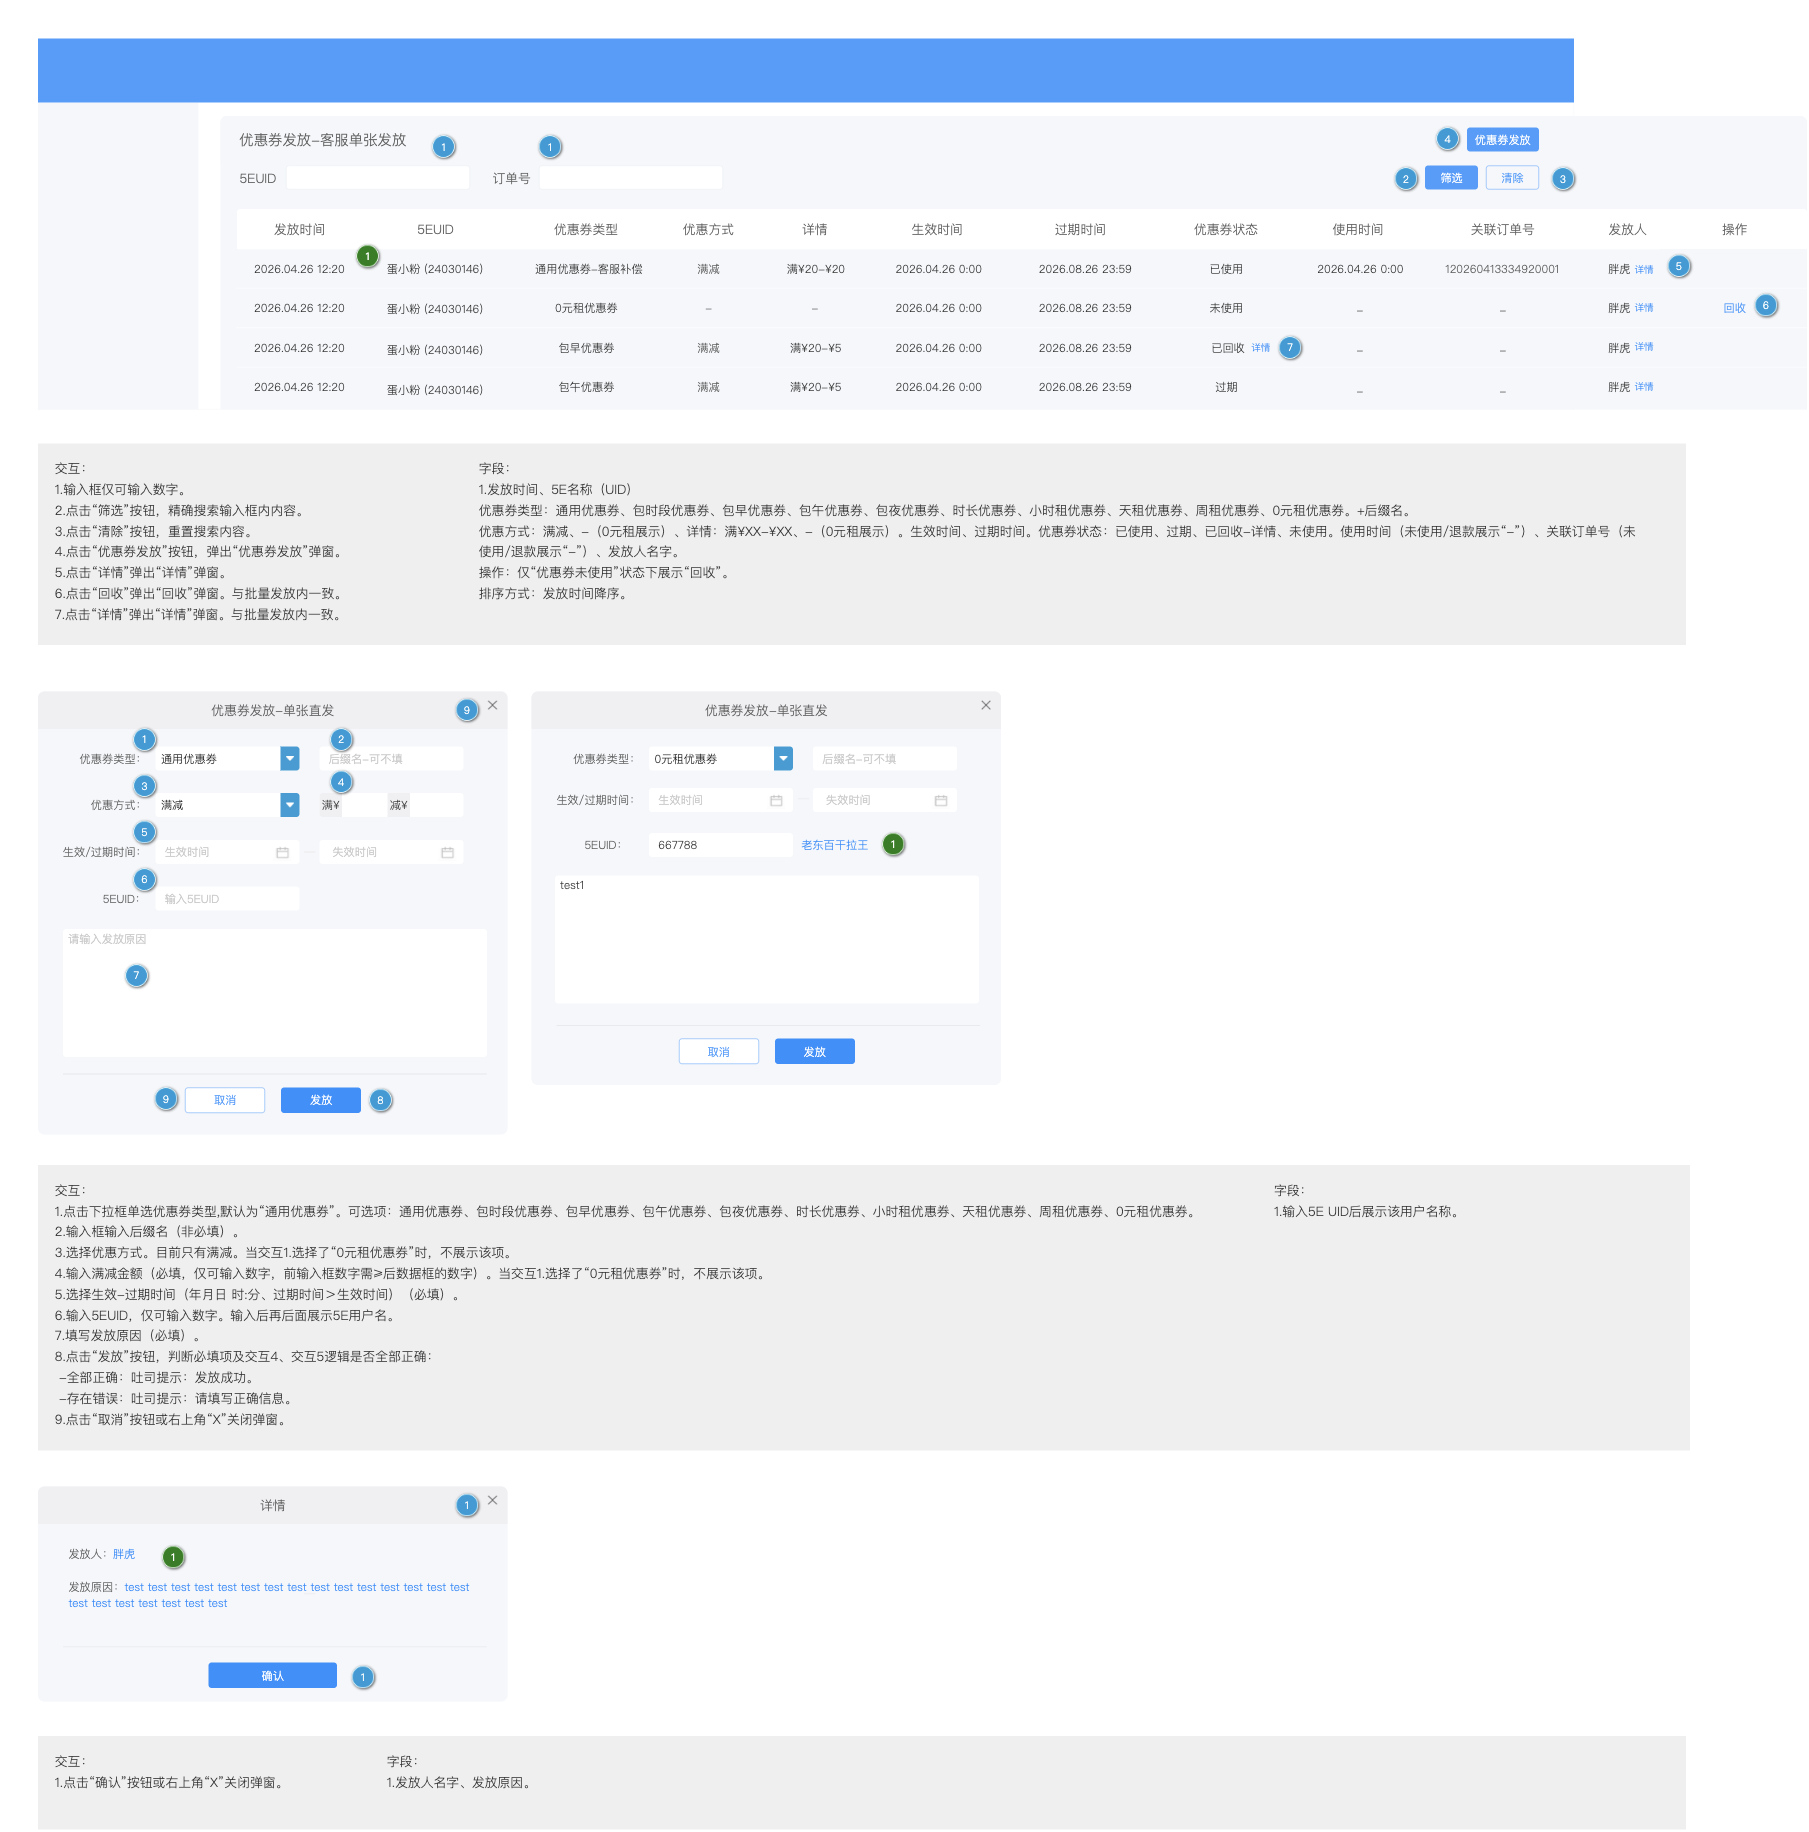 优惠券发放-客服单张发放
1
1
4
优惠券发放
5EUID
订单号
2
筛选
清除
3
发放时间 5EUID 优惠券类型 优惠方式 详情 生效时间 过期时间 优惠券状态 使用时间 关联订单号 发放人 操作
2026.04.26 12:20 1 蛋小粉 (24030146) 通用优惠券-客服补偿 满减 满¥20-¥20 2026.04.26 0:00 2026.08.26 23:59 已使用 2026.04.26 0:00 120260413334920001 胖虎 详情 5
2026.04.26 12:20 蛋小粉 (24030146) 0元租优惠券 - - 2026.04.26 0:00 2026.08.26 23:59 未使用 - - 胖虎 详情 回收 6
2026.04.26 12:20 蛋小粉 (24030146) 包早优惠券 满减 满¥20-¥5 2026.04.26 0:00 2026.08.26 23:59 已回收 详情 7 - - 胖虎 详情
2026.04.26 12:20 蛋小粉 (24030146) 包午优惠券 满减 满¥20-¥5 2026.04.26 0:00 2026.08.26 23:59 过期 - - 胖虎 详情
交互：
1.输入框仅可输入数字。
2.点击“筛选”按钮，精确搜索输入框内内容。
3.点击“清除”按钮，重置搜索内容。
4.点击“优惠券发放”按钮，弹出“优惠券发放”弹窗。
5.点击“详情”弹出“详情”弹窗。
6.点击“回收”弹出“回收”弹窗。与批量发放内一致。
7.点击“详情”弹出“详情”弹窗。与批量发放内一致。
字段：
1.发放时间、5E名称（UID）
优惠券类型：通用优惠券、包时段优惠券、包早优惠券、包午优惠券、包夜优惠券、时长优惠券、小时租优惠券、天租优惠券、周租优惠券、0元租优惠券。+后缀名。
优惠方式：满减、-（0元租展示）、详情：满¥XX-¥XX、-（0元租展示）。生效时间、过期时间。优惠券状态：已使用、过期、已回收-详情、未使用。使用时间（未使用/退款展示“-”）、关联订单号（未
使用/退款展示“-”）、发放人名字。
操作：仅“优惠券未使用”状态下展示“回收”。
排序方式：发放时间降序。
优惠券发放-单张直发
9
1
2
优惠券类型： 通用优惠券 后缀名-可不填
3
4
优惠方式： 满减 满¥ 减¥
5
生效/过期时间： 生效时间 — 失效时间
6
5EUID： 输入5EUID
请输入发放原因
7
9
取消
发放
8
优惠券发放-单张直发
优惠券类型： 0元租优惠券 后缀名-可不填
生效/过期时间： 生效时间 — 失效时间
5EUID： 667788 老东百干拉王 1
test1
取消
发放
交互：
1.点击下拉框单选优惠券类型,默认为“通用优惠券”。可选项：通用优惠券、包时段优惠券、包早优惠券、包午优惠券、包夜优惠券、时长优惠券、小时租优惠券、天租优惠券、周租优惠券、0元租优惠券。
2.输入框输入后缀名（非必填）。
3.选择优惠方式。目前只有满减。当交互1.选择了“0元租优惠券”时，不展示该项。
4.输入满减金额（必填，仅可输入数字，前输入框数字需≥后数据框的数字）。当交互1.选择了“0元租优惠券”时，不展示该项。
5.选择生效-过期时间（年月日 时:分、过期时间＞生效时间）（必填）。
6.输入5EUID，仅可输入数字。输入后再后面展示5E用户名。
7.填写发放原因（必填）。
8.点击“发放”按钮，判断必填项及交互4、交互5逻辑是否全部正确：
-全部正确：吐司提示：发放成功。
-存在错误：吐司提示：请填写正确信息。
9.点击“取消”按钮或右上角“X”关闭弹窗。
字段：
1.输入5E UID后展示该用户名称。
详情
1
发放人：胖虎
1
发放原因：test test test test test test test test test test test test test test test
test test test test test test test
确认
1
交互：
1.点击“确认”按钮或右上角“X”关闭弹窗。
字段：
1.发放人名字、发放原因。